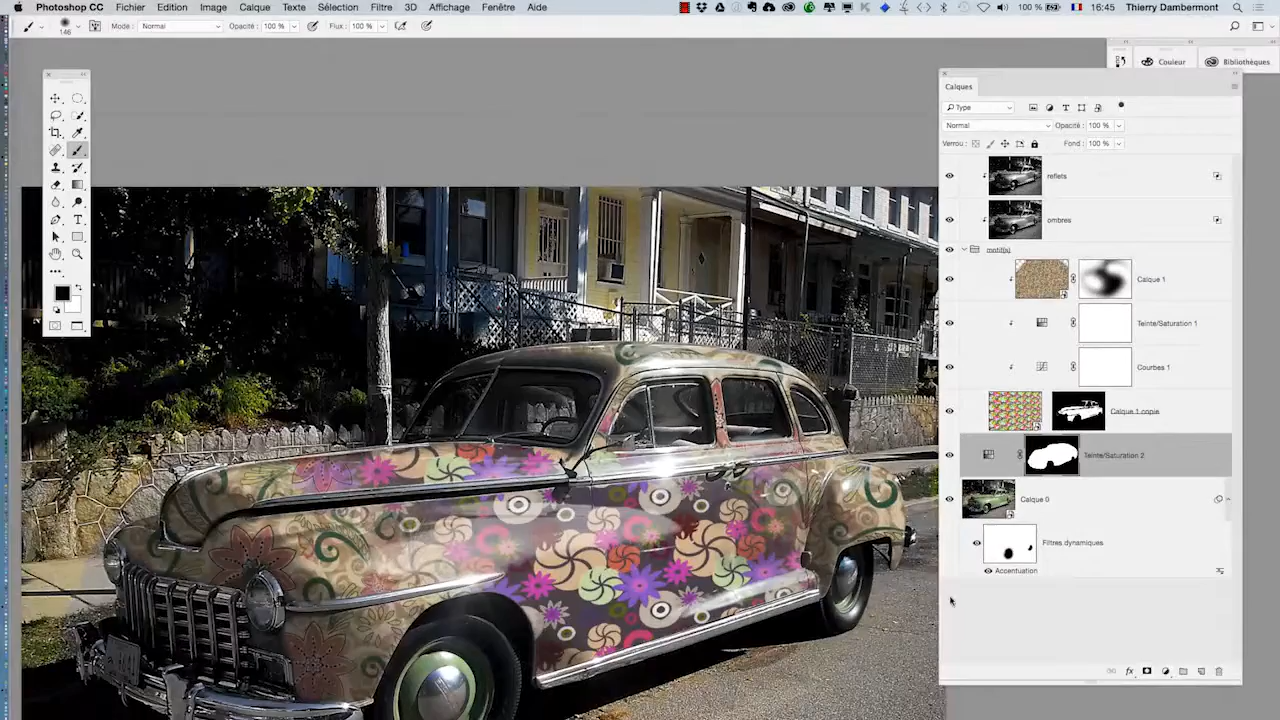 Photoshop CC Fichier Edition Image Calque Texte Sélection Filtre 3D Affichage Fenêtre Aide 100 % 16:45 Thierry Dambermont
146 Mode : Normal Opacité : 100 % Flux : 100 %
Couleur Bibliothèques
Calques
Type
Normal Opacité : 100 %
Verrou : Fond : 100 %
reflets
ombres
motif(s)
Calque 1
Teinte/Saturation 1
Courbes 1
Calque 1 copie
Teinte/Saturation 2
Calque 0
Filtres dynamiques
Accentuation